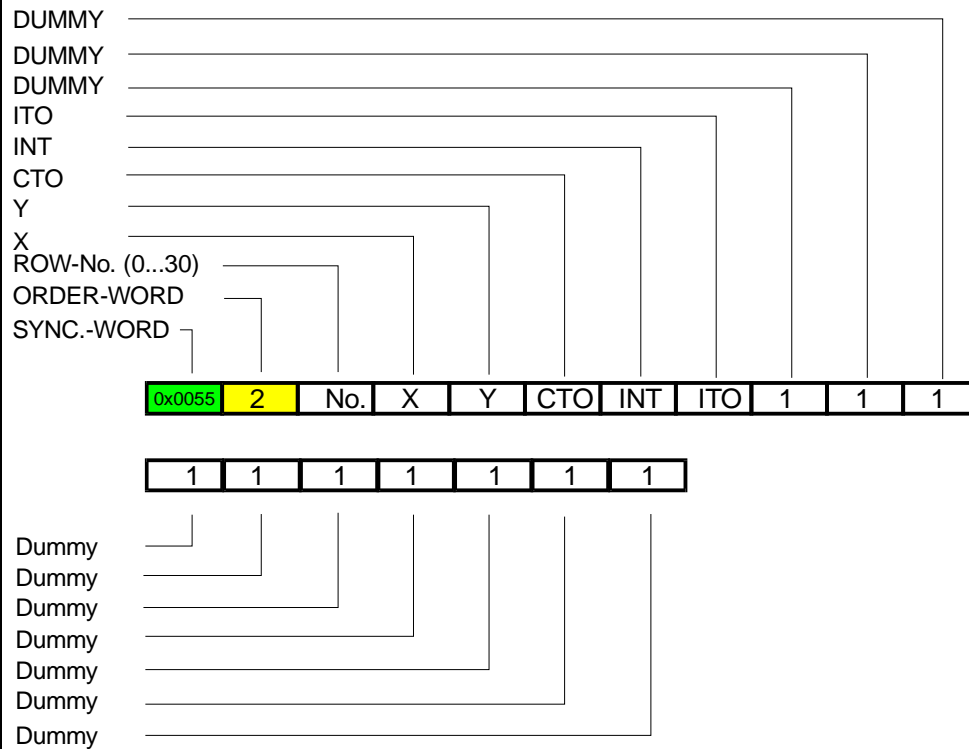 DUMMY
DUMMY
DUMMY
ITO
INT
CTO
Y
X
ROW-No. (0...30)
ORDER-WORD
SYNC.-WORD
0x0055 2 No. X Y CTO INT ITO 1 1 1
1 1 1 1 1 1 1
Dummy
Dummy
Dummy
Dummy
Dummy
Dummy
Dummy